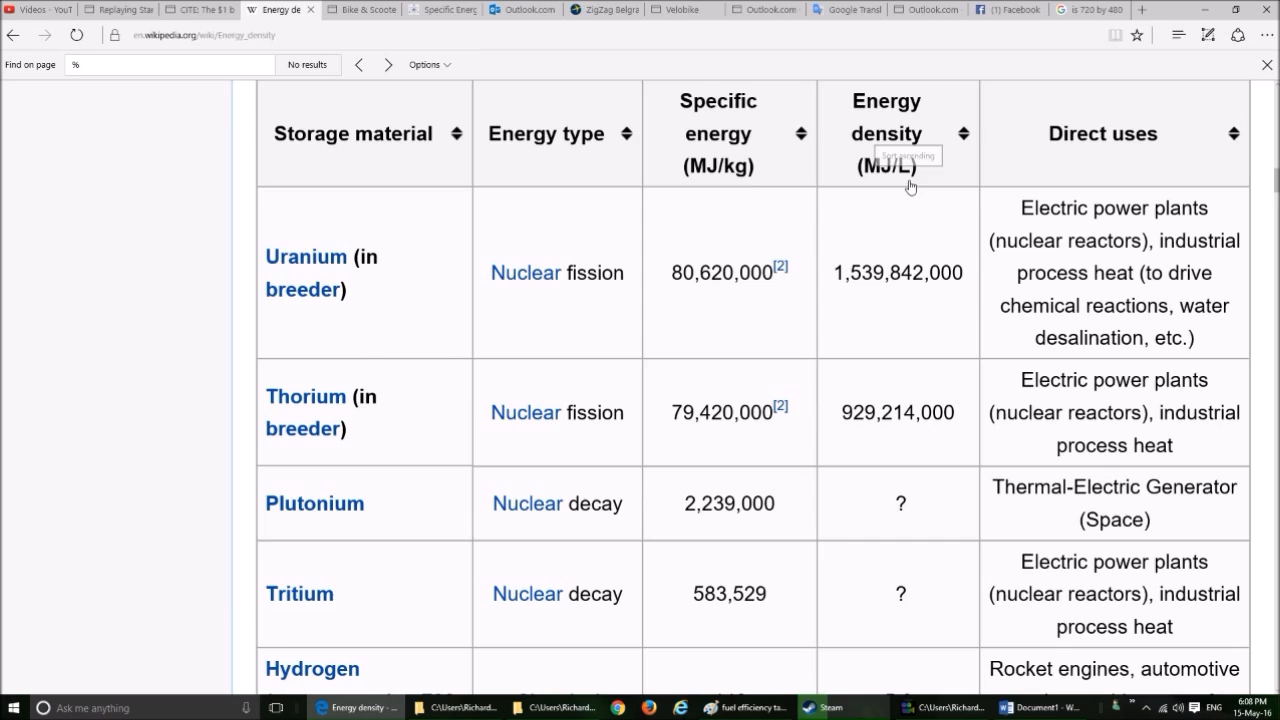 Videos - YouT
Replaying Star
CITE: The $1 b
W Energy de
Bike & Scoote
Specific Energ
Outlook.com
ZigZag Belgra
Velobike
Outlook.com -
Google Transl
Outlook.com -
(1) Facebook
is 720 by 480
en.wikipedia.org/wiki/Energy_density
Find on page % No results Options
Storage material Energy type Specific energy (MJ/kg) Energy density (MJ/L) Direct uses
Sort ascending
Uranium (in breeder) Nuclear fission 80,620,000[2] 1,539,842,000 Electric power plants
(nuclear reactors), industrial
process heat (to drive
chemical reactions, water
desalination, etc.)
Thorium (in breeder) Nuclear fission 79,420,000[2] 929,214,000 Electric power plants
(nuclear reactors), industrial
process heat
Plutonium Nuclear decay 2,239,000 ? Thermal-Electric Generator
(Space)
Tritium Nuclear decay 583,529 ? Electric power plants
(nuclear reactors), industrial
process heat
Hydrogen Rocket engines, automotive
Ask me anything
Energy density - ...
C:\Users\Richard...
C:\Users\Richard...
fuel efficiency ta...
Steam
C:\Users\Richard...
Document1 - W...
ENG
6:08 PM
15-May-16